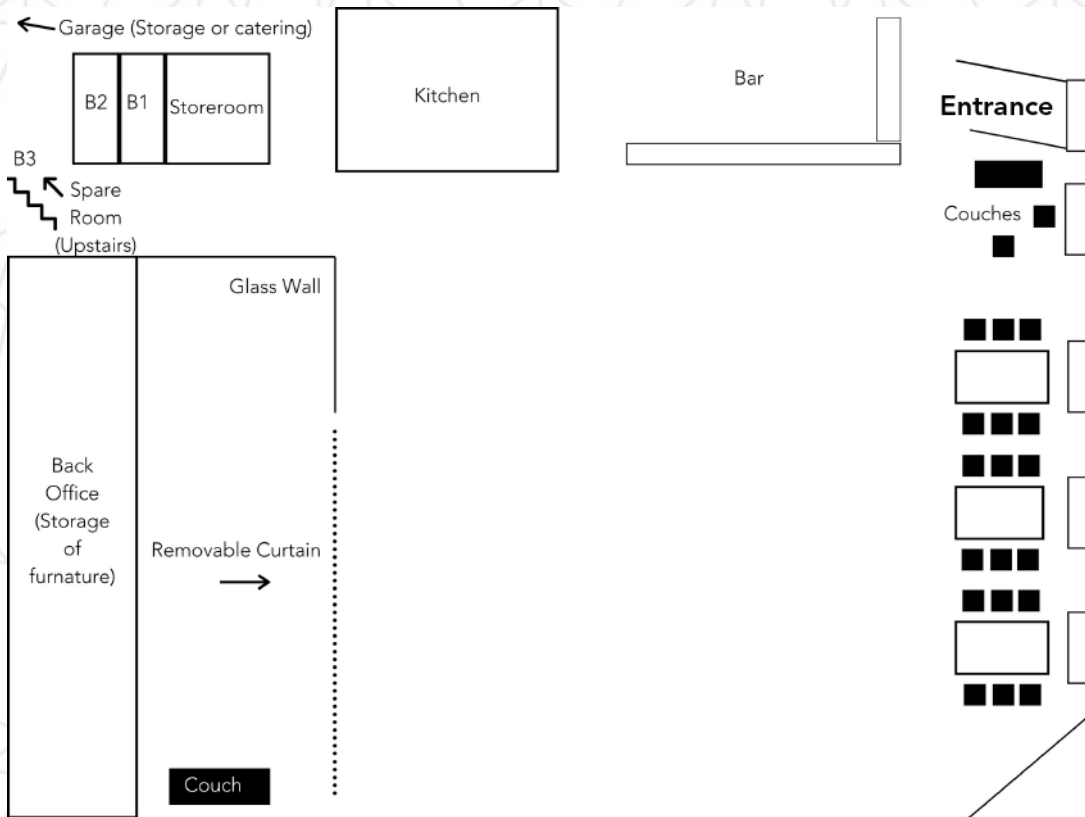 Garage (Storage or catering)
B2
B1
Storeroom
Kitchen
Bar
Entrance
B3
Spare
Room
(Upstairs)
Couches
Glass Wall
Back
Office
(Storage
of
furnature)
Removable Curtain
Couch